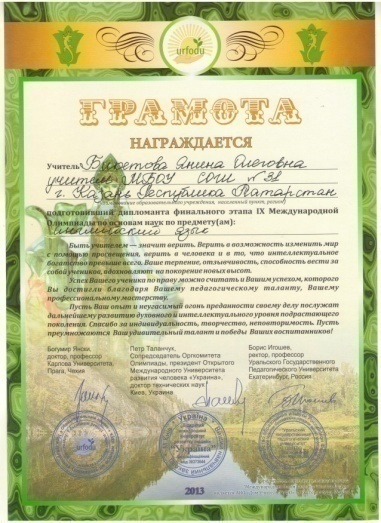 urfodu
ГРАМОТА
НАГРАЖДАЕТСЯ
Учитель Олеговна
учитель МБОУ СОШ № 38
г. Казань Республика Татарстан
подготовивший дипломанта финального этапа IX Международной
Олимпиады по основам наук по предмету(ам):
Английский язык
Быть учителем — значит верить. Верить в возможность изменить мир
с помощью просвещения, верить в человека и в то, что интеллектуальное
богатство превыше всего. Ваше терпение, отзывчивость, способность вести за
собой учеников, вдохновлять на покорение новых высот.
Успех Вашего ученика по праву можно считать и Вашим успехом, которого
Вы достигли благодаря Вашему педагогическому таланту, Вашему
профессиональному мастерству.
Пусть Ваш опыт и неугасимый огонь преданности своему делу послужат
дальнейшему развитию духовного и интеллектуального уровня подрастающего
поколения. Спасибо за индивидуальность, творчество, неповторимость. Пусть
преумножаются Ваш удивительный талант и победы Ваших воспитанников!
Богумир Янски,
доктор, профессор
Карлова Университета
Прага, Чехия
Петр Таланчук,
Сопредседатель Оргкомитета
Олимпиады, президент Открытого
Международного Университета
развития человека «Украина»,
доктор технических наук
Киев, Украина
Борис Игошев,
ректор, профессор
Уральского Государственного
Педагогического Университета
Екатеринбург, Россия
urfodu
Україна
"Україна"
2013